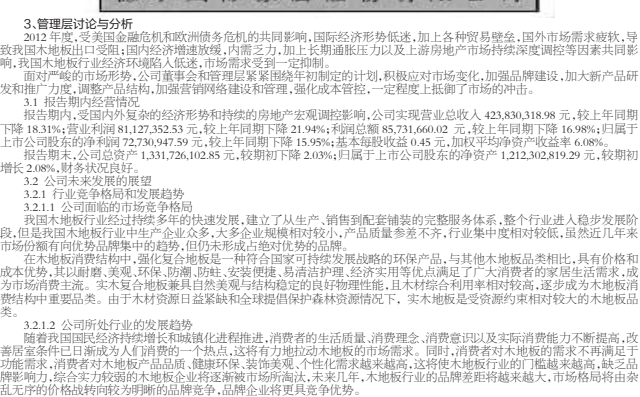 3、管理层讨论与分析
2012 年度,受美国金融危机和欧洲债务危机的共同影响,国际经济形势低迷,加上各种贸易壁垒,国外市场需求疲软,导
致我国木地板出口受阻;国内经济增速放缓,内需乏力,加上长期通胀压力以及上游房地产市场持续深度调控等因素共同影
响,我国木地板行业经济环境陷入低迷,市场需求受到一定抑制。
面对严峻的市场形势,公司董事会和管理层紧紧围绕年初制定的计划,积极应对市场变化,加强品牌建设,加大新产品研
发和推广力度,调整产品结构,加强营销网络建设和管理,强化成本管控,一定程度上抵御了市场的冲击。
3.1 报告期内经营情况
报告期内,受国内外复杂的经济形势和持续的房地产宏观调控影响,公司实现营业总收入 423,830,318.98 元,较上年同期
下降 18.31%;营业利润 81,127,352.53 元,较上年同期下降 21.94%;利润总额 85,731,660.02 元,较上年同期下降 16.98%;归属于
上市公司股东的净利润 72,730,947.59 元,较上年同期下降 15.95%;基本每股收益 0.45 元,加权平均净资产收益率 6.08%。
报告期末,公司总资产 1,331,726,102.85 元,较期初下降 2.03%;归属于上市公司股东的净资产 1,212,302,819.29 元,较期初
增长 2.08%,财务状况良好。
3.2 公司未来发展的展望
3.2.1 行业竞争格局和发展趋势
3.2.1.1 公司面临的市场竞争格局
我国木地板行业经过持续多年的快速发展,建立了从生产、销售到配套铺装的完整服务体系,整个行业进入稳步发展阶
段,但是我国木地板行业中生产企业众多,大多企业规模相对较小,产品质量参差不齐,行业集中度相对较低,虽然近几年来
市场份额有向优势品牌集中的趋势,但仍未形成占绝对优势的品牌。
在木地板消费结构中,强化复合地板是一种符合国家可持续发展战略的环保产品,与其他木地板品类相比,具有价格和
成本优势,其以耐磨、美观、环保、防潮、防蛀、安装便捷、易清洁护理、经济实用等优点满足了广大消费者的家居生活需求,成
为市场消费主流。实木复合地板兼具自然美观与结构稳定的良好物理性能,且木材综合利用率相对较高,逐步成为木地板消
费结构中重要品类。由于木材资源日益紧缺和全球提倡保护森林资源情况下，实木地板是受资源约束相对较大的木地板品
类。
3.2.1.2 公司所处行业的发展趋势
随着我国国民经济持续增长和城镇化进程推进,消费者的生活质量、消费理念、消费意识以及实际消费能力不断提高,改
善居室条件已日渐成为人们消费的一个热点,这将有力地拉动木地板的市场需求。同时,消费者对木地板的需求不再满足于
功能需求,消费者对木地板产品品质、健康环保、装饰美观、个性化需求越来越高,这将使木地板行业的门槛越来越高,缺乏品
牌影响力,综合实力较弱的木地板企业将逐渐被市场所淘汰,未来几年,木地板行业的品牌差距将越来越大,市场格局将由杂
乱无序的价格战转向较为明晰的品牌竞争,品牌企业将更具竞争优势。